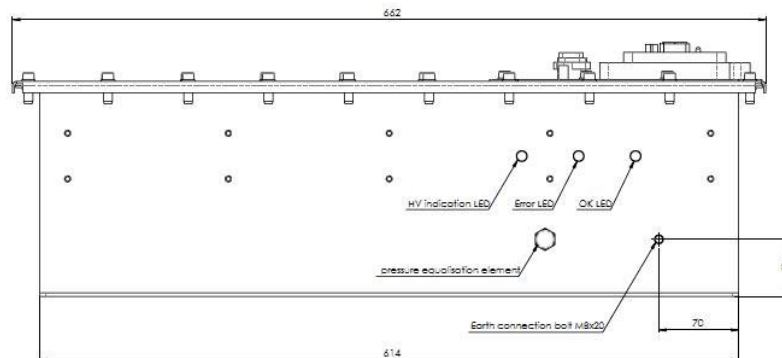 662
HV indication LED
Error LED
OK LED
pressure equalisation element
Earth connection bolt M8x20
70
614